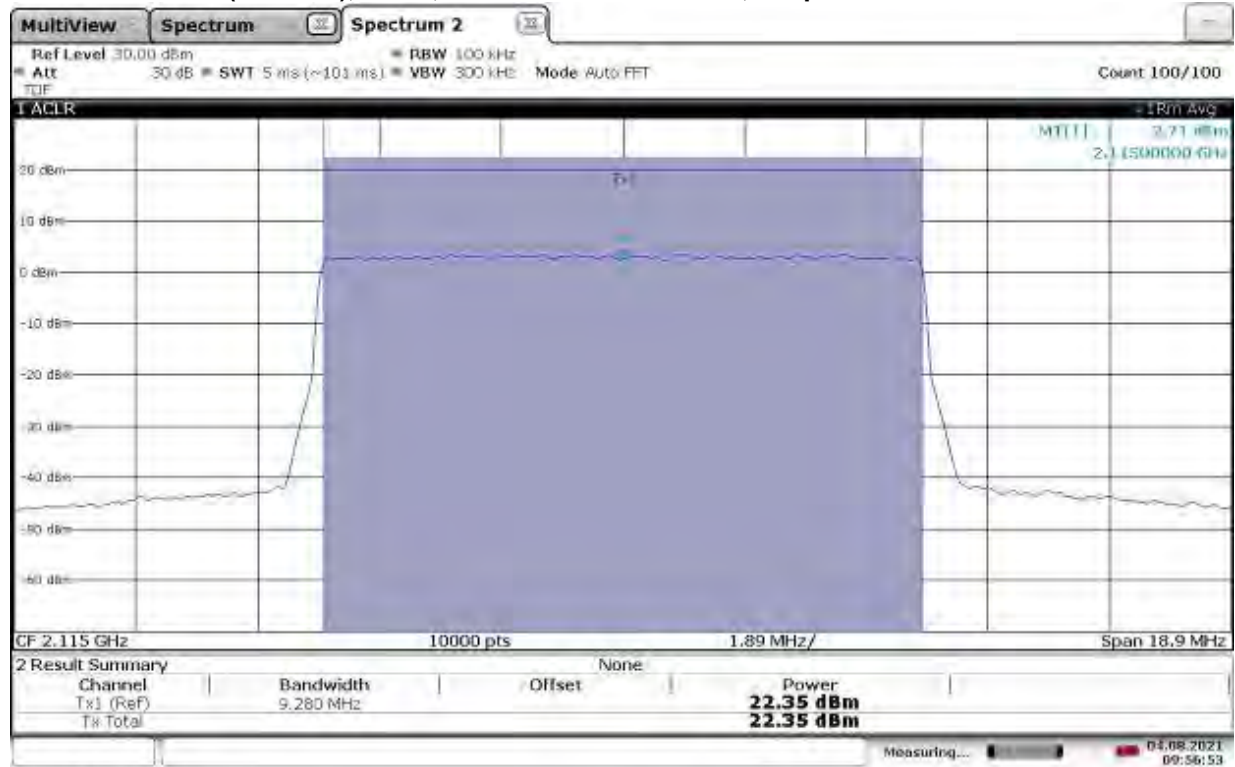 MultiView Spectrum Spectrum 2
Ref Level 30.00 dBm RBW 100 kHz
Att 30 dB SWT 5 ms (~101 ms) VBW 300 kHz Mode Auto FFT Count 100/100
TDF
1 ACLR 1Rm Avg
M1[1] 2.71 dBm
2.11500000 GHz
20 dBm
Tx1
10 dBm
0 dBm
-10 dBm
-20 dBm
-30 dBm
-40 dBm
-50 dBm
-60 dBm
CF 2.115 GHz 10000 pts 1.89 MHz/ Span 18.9 MHz
2 Result Summary None
Channel Bandwidth Offset Power
Tx1 (Ref) 9.280 MHz 22.35 dBm
Tx Total 22.35 dBm
Measuring... 04.08.2021
09:56:53